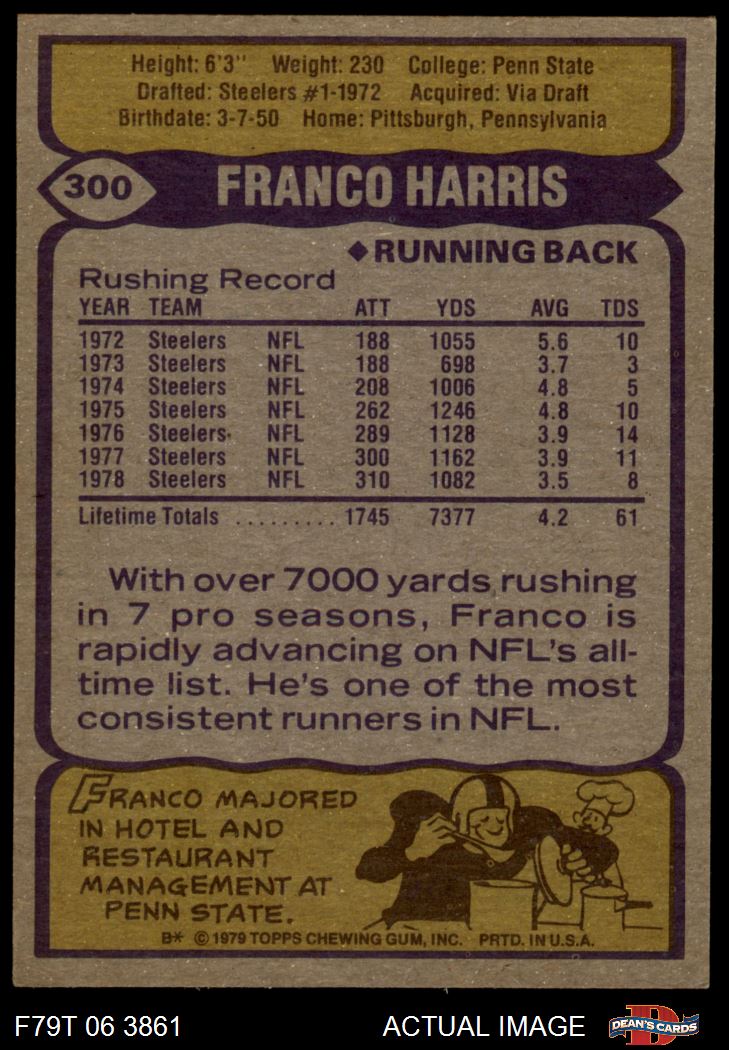 Height: 6'3" Weight: 230 College: Penn State
Drafted: Steelers #1-1972 Acquired: Via Draft
Birthdate: 3-7-50 Home: Pittsburgh, Pennsylvania
300 FRANCO HARRIS
◆RUNNING BACK
Rushing Record
YEAR TEAM ATT YDS AVG TDS
1972 Steelers NFL 188 1055 5.6 10
1973 Steelers NFL 188 698 3.7 3
1974 Steelers NFL 208 1006 4.8 5
1975 Steelers NFL 262 1246 4.8 10
1976 Steelers NFL 289 1128 3.9 14
1977 Steelers NFL 300 1162 3.9 11
1978 Steelers NFL 310 1082 3.5 8
Lifetime Totals ......... 1745 7377 4.2 61
With over 7000 yards rushing
in 7 pro seasons, Franco is
rapidly advancing on NFL's all-
time list. He's one of the most
consistent runners in NFL.
FRANCO MAJORED
IN HOTEL AND
RESTAURANT
MANAGEMENT AT
PENN STATE.
B* © 1979 TOPPS CHEWING GUM, INC. PRTD. IN U.S.A.
F79T 06 3861 ACTUAL IMAGE D DEAN'S CARDS